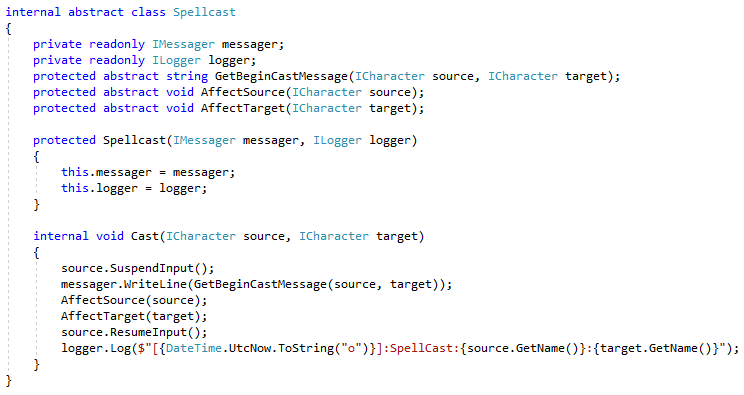 internal abstract class Spellcast
{
    private readonly IMessager messager;
    private readonly ILogger logger;
    protected abstract string GetBeginCastMessage(ICharacter source, ICharacter target);
    protected abstract void AffectSource(ICharacter source);
    protected abstract void AffectTarget(ICharacter target);

    protected Spellcast(IMessager messager, ILogger logger)
    {
        this.messager = messager;
        this.logger = logger;
    }

    internal void Cast(ICharacter source, ICharacter target)
    {
        source.SuspendInput();
        messager.WriteLine(GetBeginCastMessage(source, target));
        AffectSource(source);
        AffectTarget(target);
        source.ResumeInput();
        logger.Log($"[{DateTime.UtcNow.ToString("o")}]:SpellCast:{source.GetName()}:{target.GetName()}");
    }
}